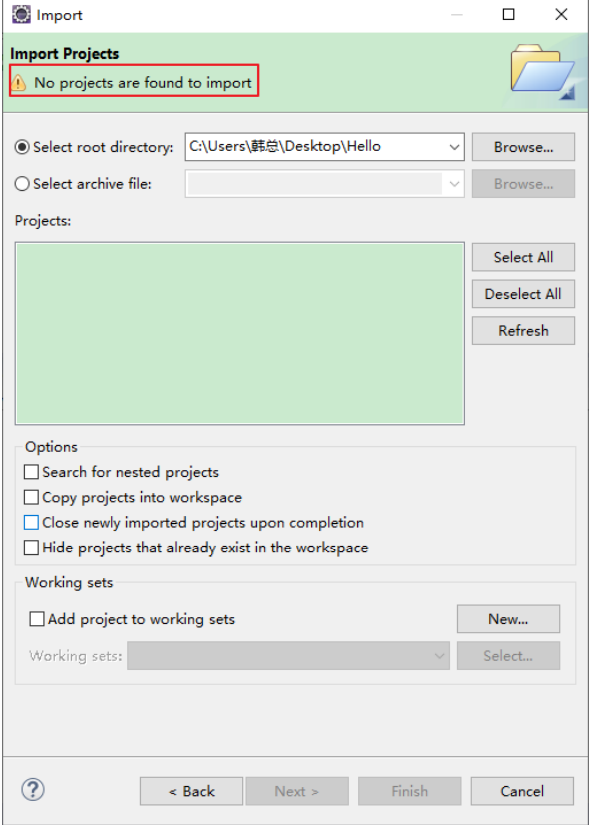 Import
Import Projects
No projects are found to import
Select root directory: C:\Users\韩总\Desktop\Hello Browse...
Select archive file: Browse...
Projects:
Select All
Deselect All
Refresh
Options
Search for nested projects
Copy projects into workspace
Close newly imported projects upon completion
Hide projects that already exist in the workspace
Working sets
Add project to working sets New...
Working sets: Select...
? < Back Next > Finish Cancel